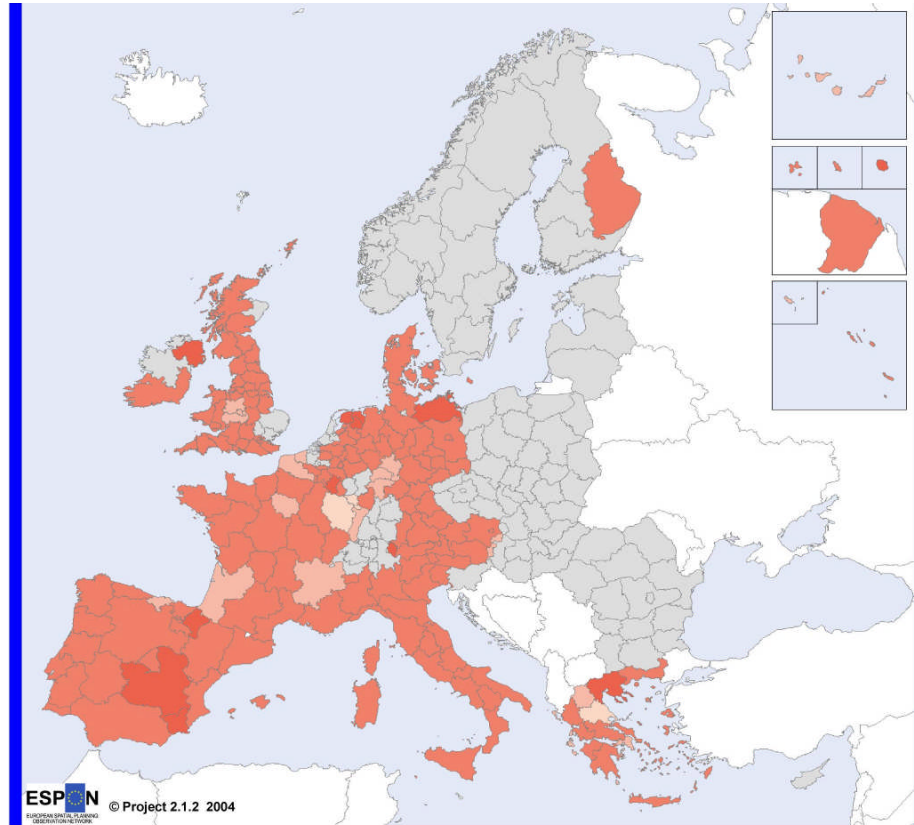 ESPON
EUROPEAN SPATIAL PLANNING
OBSERVATION NETWORK
© Project 2.1.2 2004